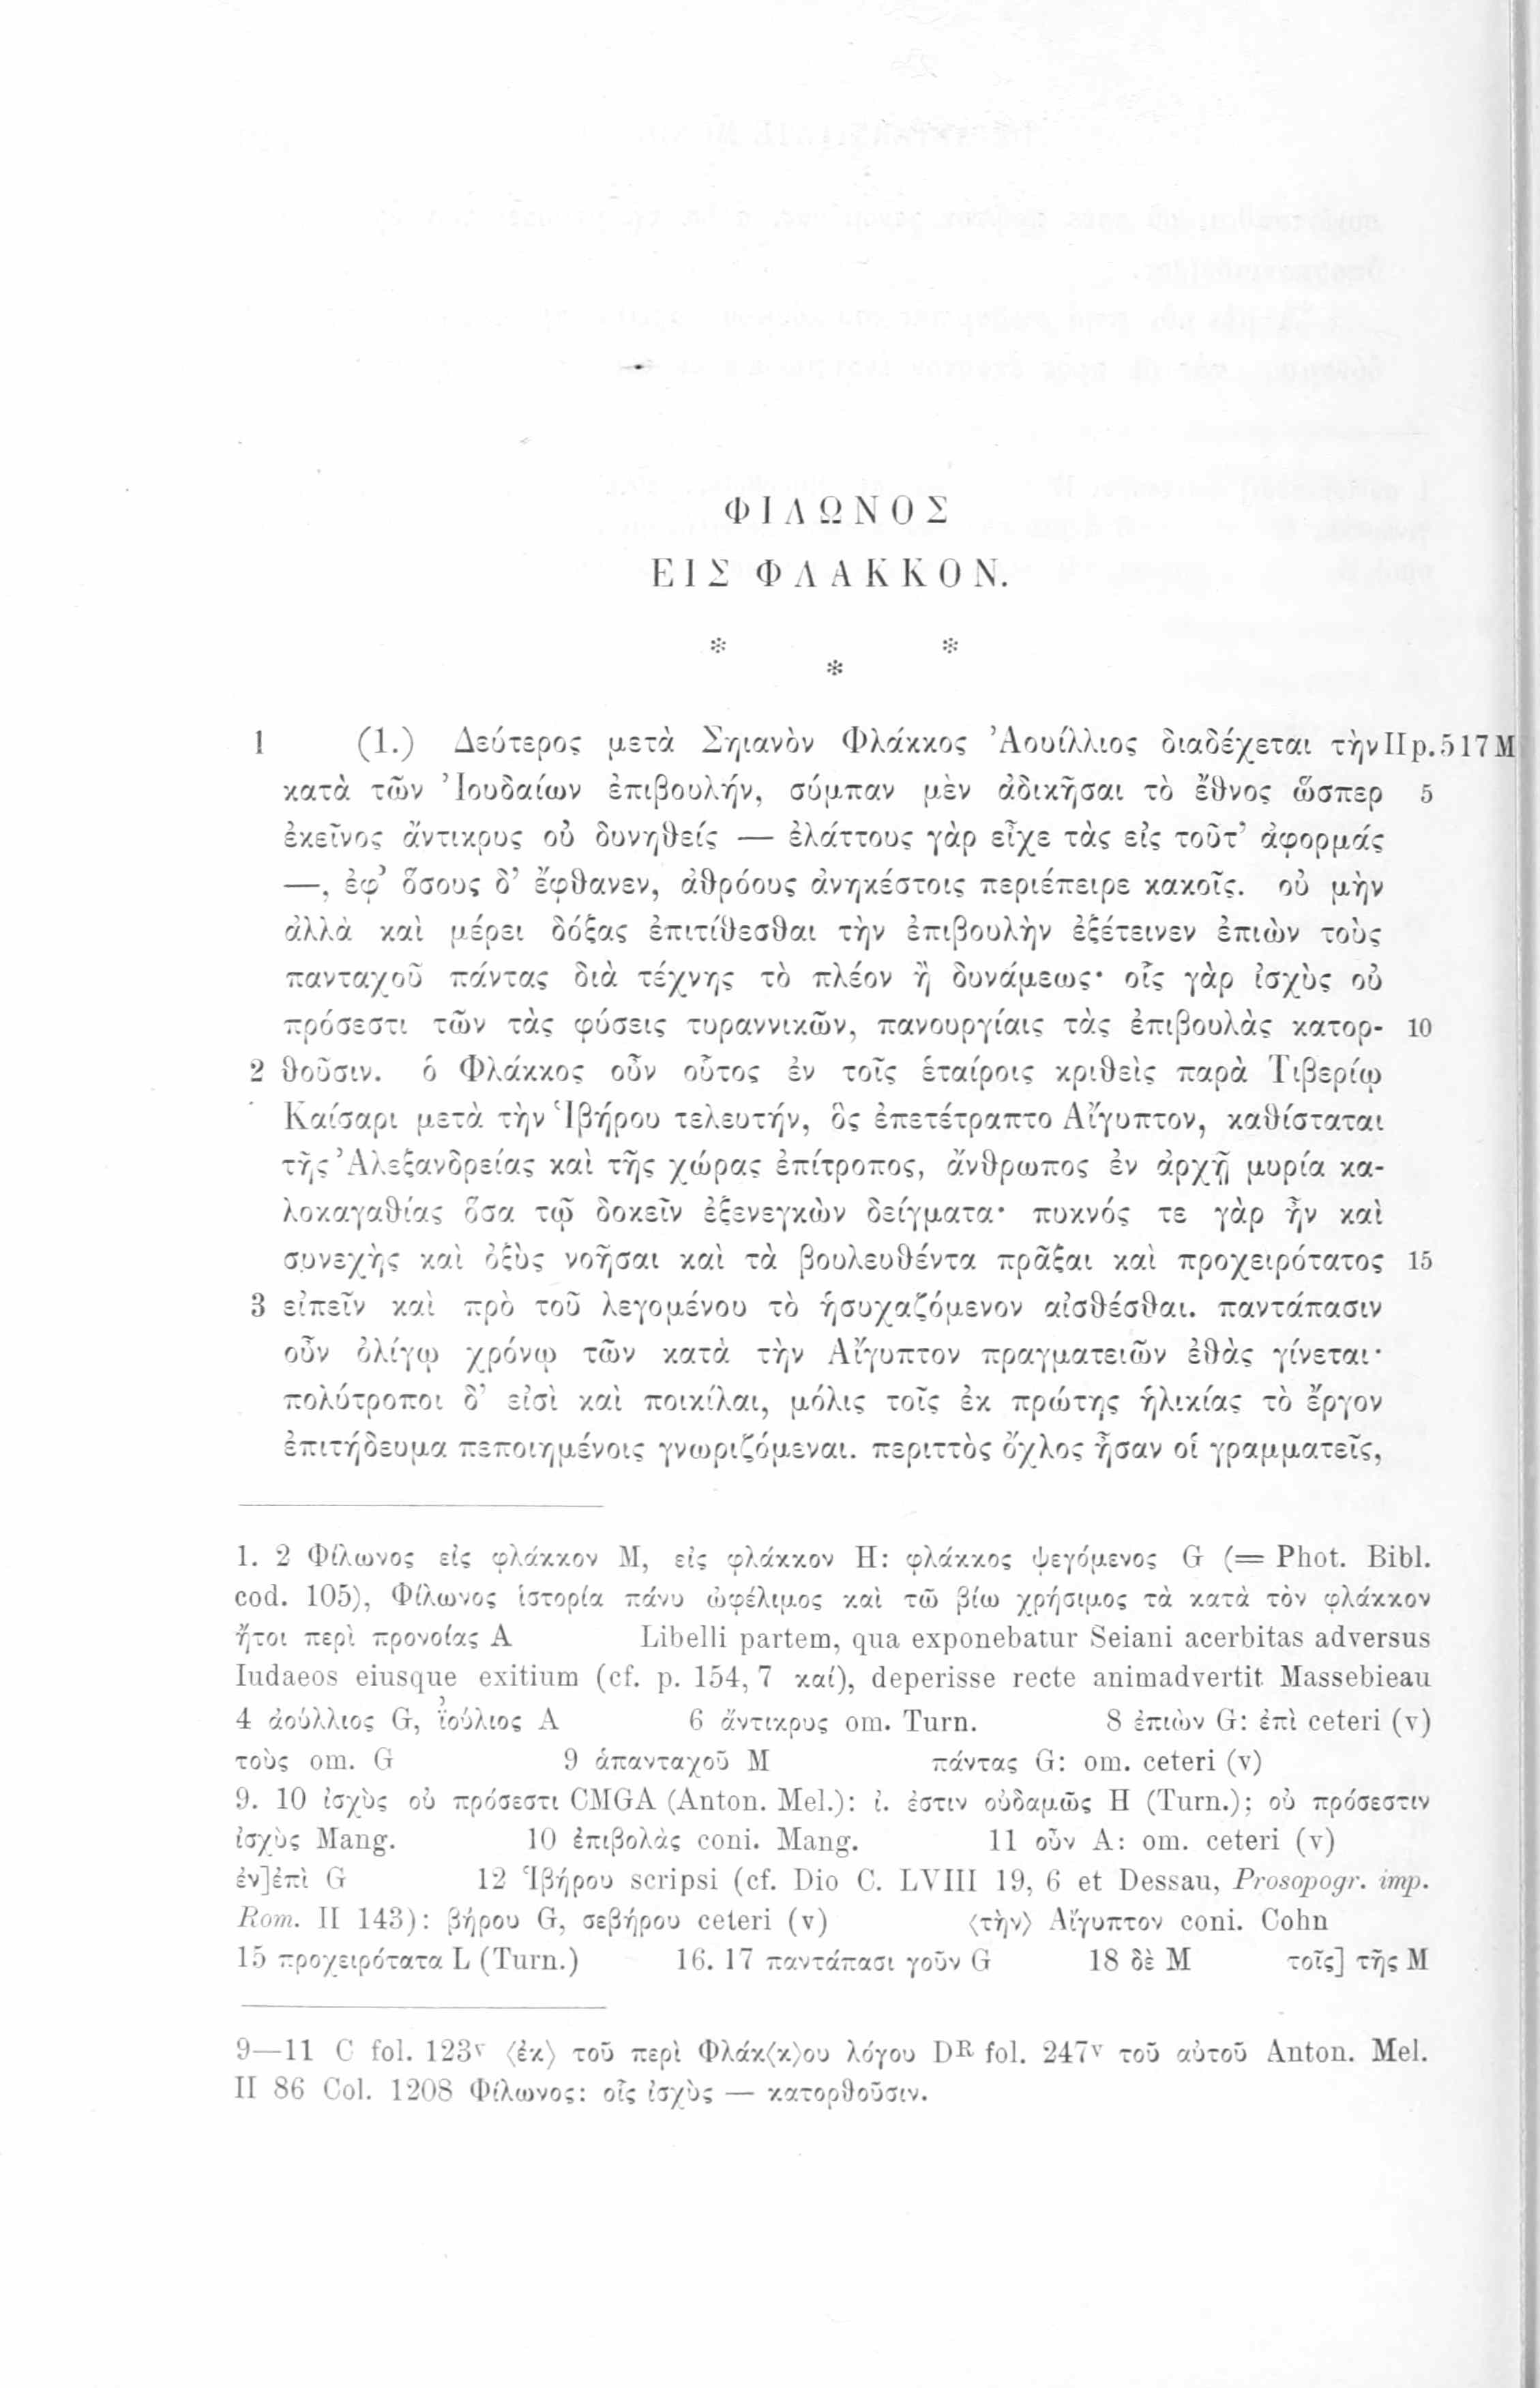 ΦΙΛΩΝΟΣ
ΕΙΣ ΦΛΑΚΚΟΝ.
* *
*
1 (1.) Δεύτερος μετὰ Σηιανὸν Φλάκκος Ἀουίλλιος διαδέχεται τὴν II p. 517 M
κατὰ τῶν Ἰουδαίων ἐπιβουλήν, σύμπαν μὲν ἀδικῆσαι τὸ ἔθνος ὥσπερ 5
ἐκεῖνος ἄντικρυς οὐ δυνηθείς — ἐλάττους γὰρ εἶχε τὰς εἰς τοῦτ’ ἀφορμάς
—, ἐφ’ ὅσους δ’ ἔφθανεν, ἀθρόους ἀνηκέστοις περιέπειρε κακοῖς. οὐ μὴν
ἀλλὰ καὶ μέρει δόξας ἐπιτίθεσθαι τὴν ἐπιβουλὴν ἐξέτεινεν ἐπιὼν τοὺς
πανταχοῦ πάντας διὰ τέχνης τὸ πλέον ἢ δυνάμεως· οἷς γὰρ ἰσχὺς οὐ
πρόσεστι τῶν τὰς φύσεις τυραννικῶν, πανουργίαις τὰς ἐπιβουλὰς κατορ- 10
2 θοῦσιν. ὁ Φλάκκος οὖν οὗτος ἐν τοῖς ἑταίροις κριθεὶς παρὰ Τιβερίῳ
Καίσαρι μετὰ τὴν Ἱβήρου τελευτήν, ὃς ἐπετέτραπτο Αἴγυπτον, καθίσταται
τῆς Ἀλεξανδρείας καὶ τῆς χώρας ἐπίτροπος, ἄνθρωπος ἐν ἀρχῇ μυρία κα-
λοκαγαθίας ὅσα τῷ δοκεῖν ἐξενεγκὼν δείγματα· πυκνός τε γὰρ ἦν καὶ
συνεχὴς καὶ ὀξὺς νοῆσαι καὶ τὰ βουλευθέντα πρᾶξαι καὶ προχειρότατος 15
3 εἰπεῖν καὶ πρὸ τοῦ λεγομένου τὸ ἡσυχαζόμενον αἰσθέσθαι. παντάπασιν
οὖν ὀλίγῳ χρόνῳ τῶν κατὰ τὴν Αἴγυπτον πραγματειῶν ἐθὰς γίνεται·
πολύτροποι δ’ εἰσὶ καὶ ποικίλαι, μόλις τοῖς ἐκ πρώτης ἡλικίας τὸ ἔργον
ἐπιτήδευμα πεποιημένοις γνωριζόμεναι. περιττὸς ὄχλος ἦσαν οἱ γραμματεῖς,
1. 2 Φίλωνος εἰς φλάκκον M, εἰς φλάκκον H: φλάκκος ψεγόμενος G (= Phot. Bibl.
cod. 105), Φίλωνος ἱστορία πάνυ ὠφέλιμος καὶ τῶ βίω χρήσιμος τὰ κατὰ τὸν φλάκκον
ἤτοι περὶ προνοίας A Libelli partem, qua exponebatur Seiani acerbitas adversus
Iudaeos eiusque exitium (cf. p. 154, 7 καί), deperisse recte animadvertit Massebieau
4 ἀούλλιος G, ἰούλιος A 6 ἄντικρυς om. Turn. 8 ἐπιὼν G: ἐπὶ ceteri (v)
τοὺς om. G 9 ἁπανταχοῦ M πάντας G: om. ceteri (v)
9. 10 ἰσχὺς οὐ πρόσεστι CMGA (Anton. Mel.): ἰ. ἐστιν οὐδαμῶς H (Turn.); οὐ πρόσεστιν
ἰσχὺς Mang. 10 ἐπιβολὰς coni. Mang. 11 οὖν A: om. ceteri (v)
ἐν]ἐπὶ G 12 Ἱβήρου scripsi (cf. Dio C. LVIII 19, 6 et Dessau, Prosopogr. imp.
Rom. II 143): βήρου G, σεβήρου ceteri (v) ⟨τὴν⟩ Αἴγυπτον coni. Cohn
15 προχειρότατα L (Turn.) 16. 17 παντάπασι γοῦν G 18 δὲ M τοῖς] τῆς M
9—11 C fol. 123v ⟨ἐκ⟩ τοῦ περὶ Φλάκ⟨κ⟩ου λόγου DR fol. 247v τοῦ αὐτοῦ Anton. Mel.
II 86 Col. 1208 Φίλωνος: οἷς ἰσχὺς — κατορθοῦσιν.